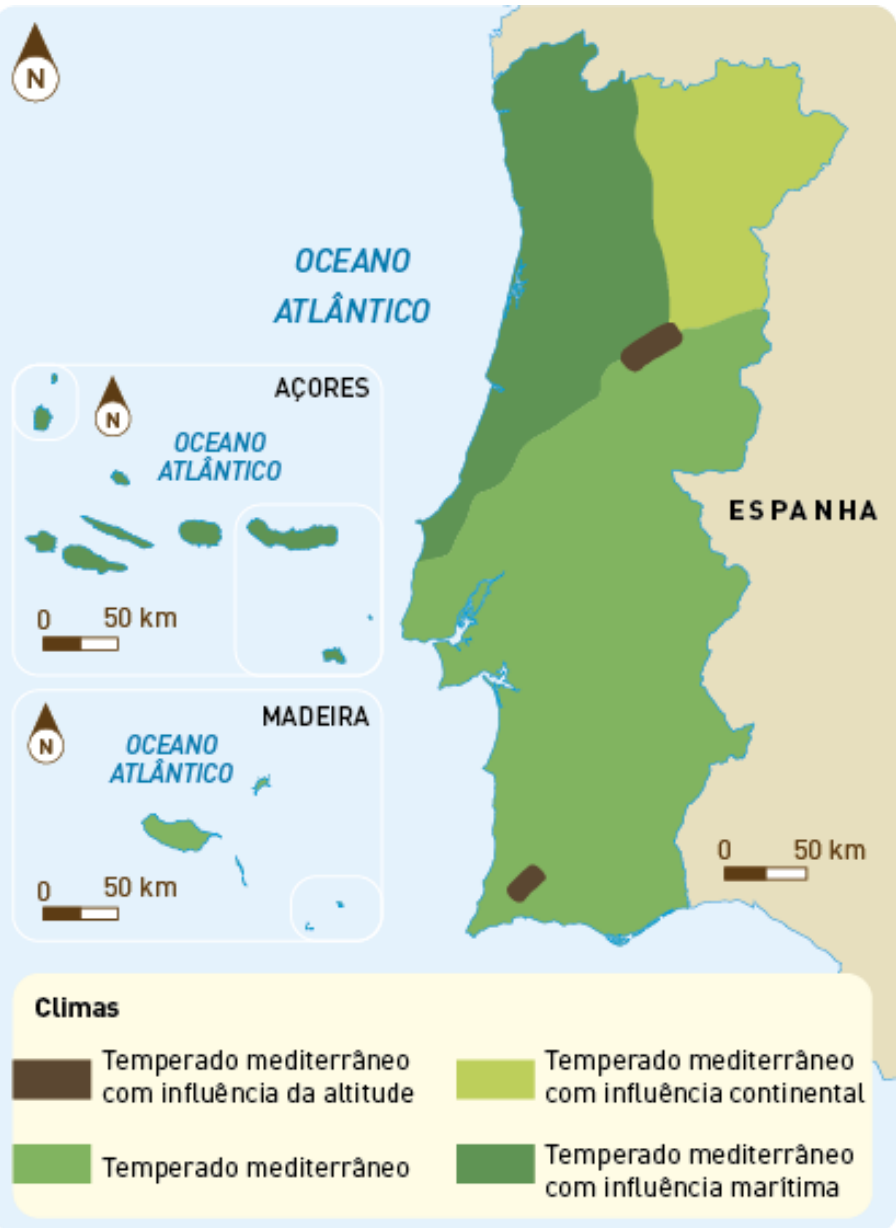 N
OCEANO
ATLÂNTICO
AÇORES
N
OCEANO
ATLÂNTICO
ESPANHA
0 50 km
MADEIRA
N
OCEANO
ATLÂNTICO
0 50 km
0 50 km
Climas
Temperado mediterrâneo
com influência da altitude
Temperado mediterrâneo
com influência continental
Temperado mediterrâneo
Temperado mediterrâneo
com influência marítima